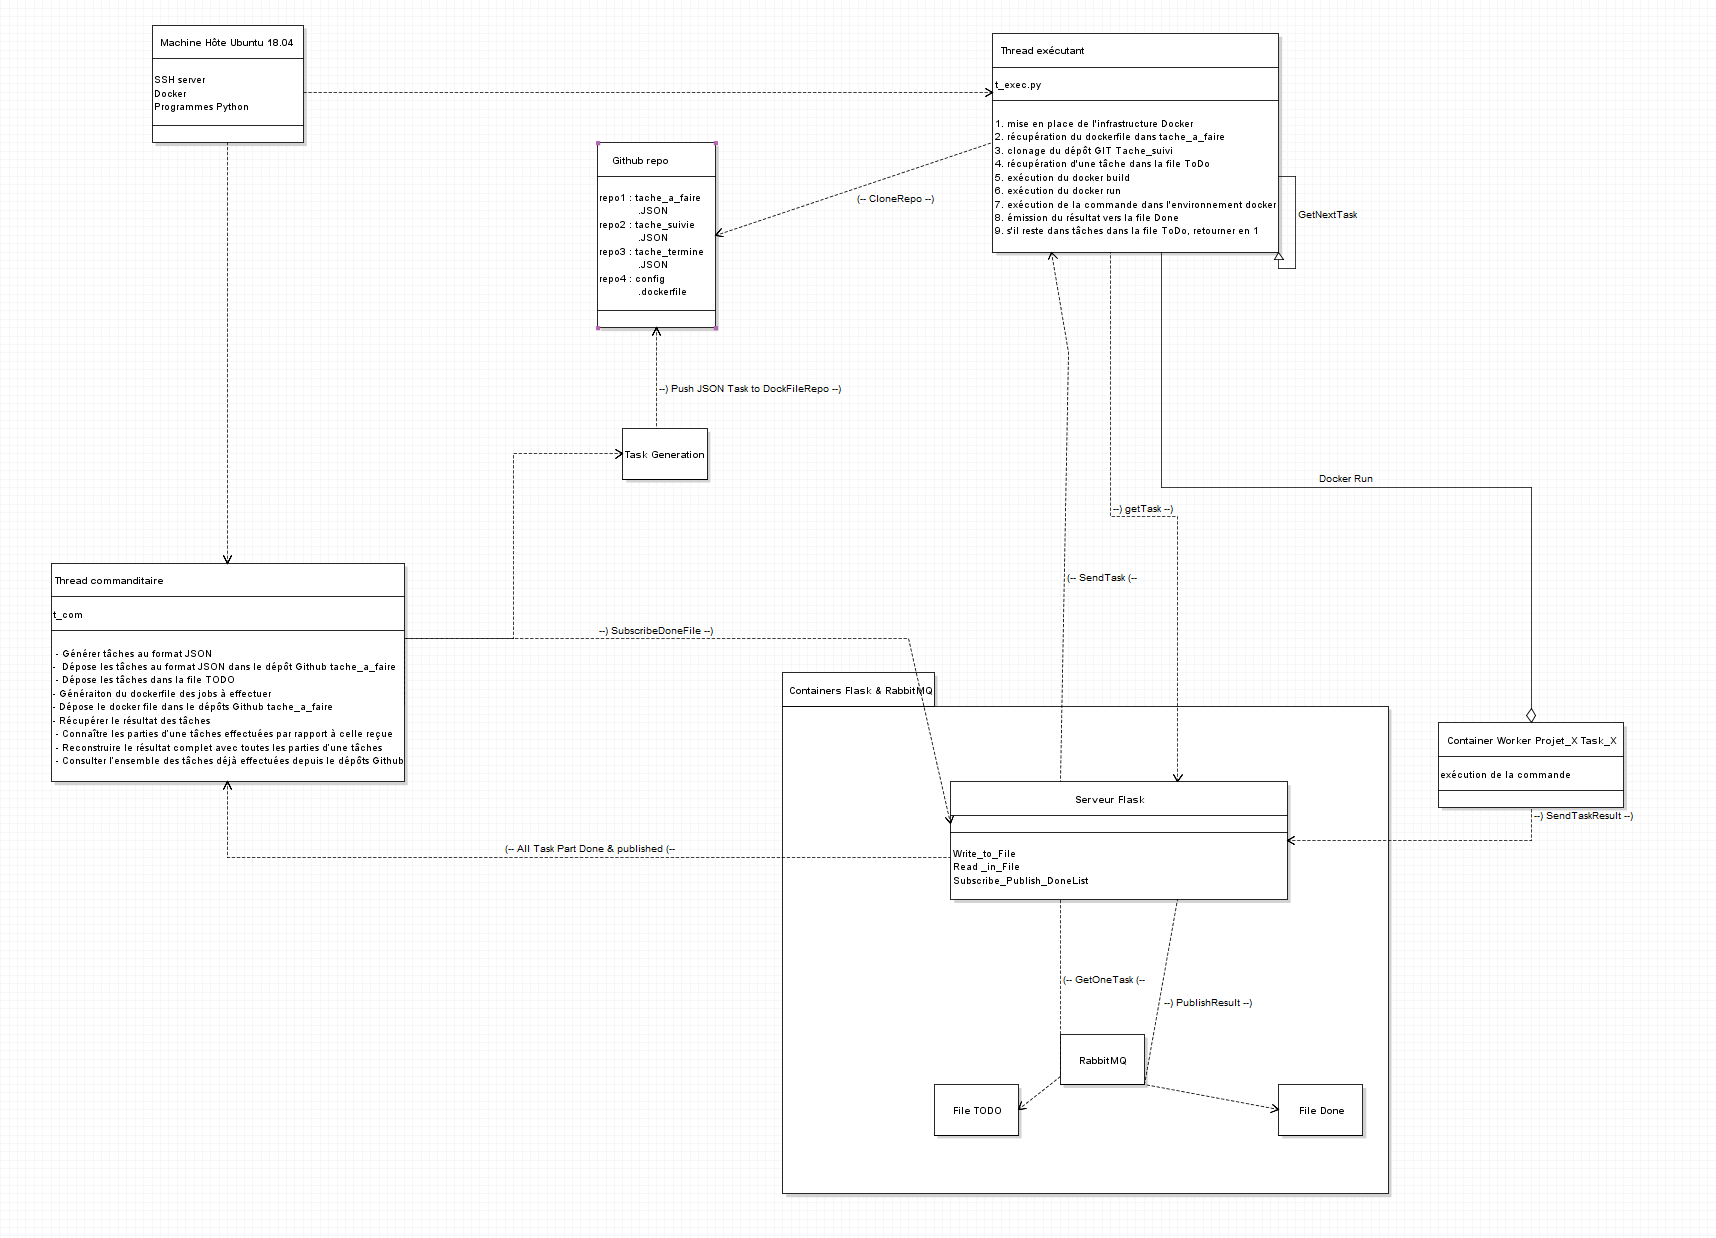 Machine Hôte Ubuntu 18.04
SSH server
Docker
Programmes Python
Thread exécutant
t_exec.py
1. mise en place de l'infrastructure Docker
2. récupération du dockerfile dans tache_a_faire
3. clonage du dépôt GIT Tache_suivi
4. récupération d'une tâche dans la file ToDo
5. exécution du docker build
6. exécution du docker run
7. exécution de la commande dans l'environnement docker
8. émission du résultat vers la file Done
9. s'il reste dans tâches dans la file ToDo, retourner en 1
GetNextTask
Github repo
repo1 : tache_a_faire
.JSON
repo2 : tache_suivie
.JSON
repo3 : tache_termine
.JSON
repo4 : config
.dockerfile
(-- CloneRepo --)
--) Push JSON Task to DockFileRepo --)
Task Generation
Docker Run
--) getTask --)
(-- SendTask (--
Thread commanditaire
t_com
- Générer tâches au format JSON
- Dépose les tâches au format JSON dans le dépôt Github tache_a_faire
- Dépose les tâches dans la file TODO
- Généraiton du dockerfile des jobs à effectuer
- Dépose le docker file dans le dépôts Github tache_a_faire
- Récupérer le résultat des tâches
- Connaître les parties d'une tâches effectuées par rapport à celle reçue
- Reconstruire le résultat complet avec toutes les parties d'une tâches
- Consulter l'ensemble des tâches déjà effectuées depuis le dépôts Github
--) SubscribeDoneFile --)
Containers Flask & RabbitMQ
Container Worker Projet_X Task_X
exécution de la commande
--) SendTaskResult --)
Serveur Flask
Write_to_File
Read _in_File
Subscribe_Publish_DoneList
(-- All Task Part Done & published (--
(-- GetOneTask (--
--) PublishResult --)
RabbitMQ
File TODO
File Done